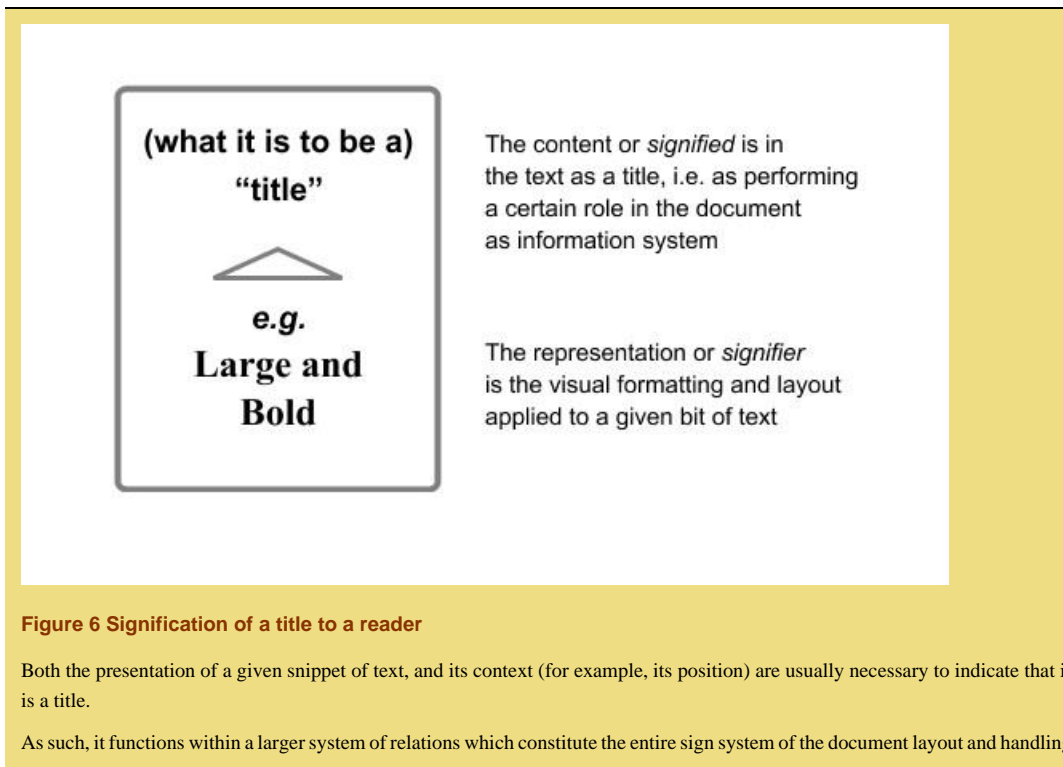 (what it is to be a)
“title”
e.g.
Large and
Bold
The content or signified is in
the text as a title, i.e. as performing
a certain role in the document
as information system
The representation or signifier
is the visual formatting and layout
applied to a given bit of text
Figure 6 Signification of a title to a reader
Both the presentation of a given snippet of text, and its context (for example, its position) are usually necessary to indicate that
is a title.
As such, it functions within a larger system of relations which constitute the entire sign system of the document layout and